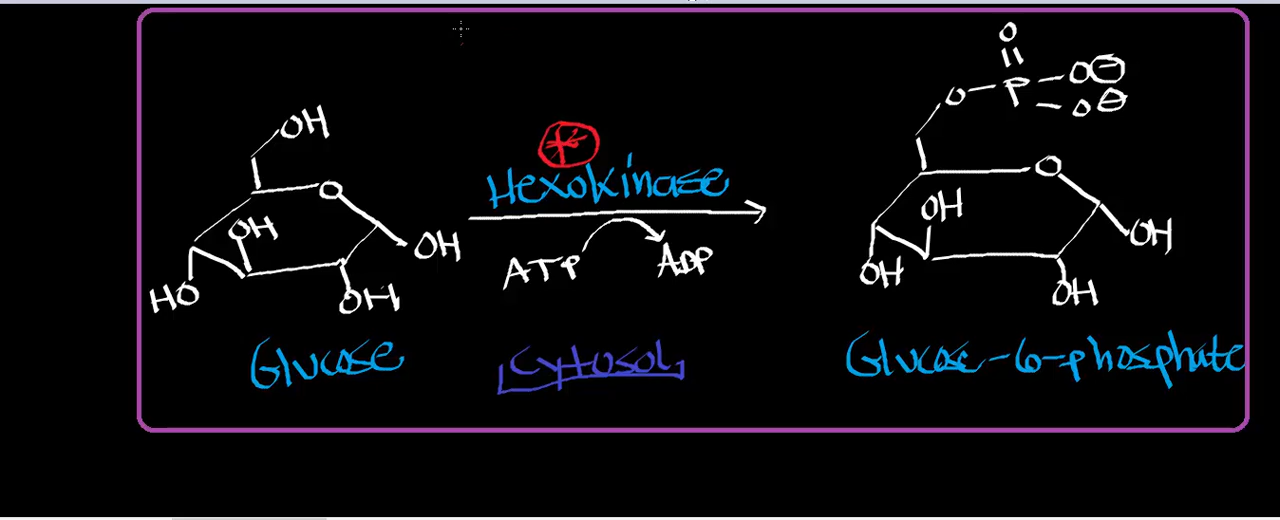 O
O P O⊖
O⊖
OH
*
O
Hexokinase
O
OH
OH
OH
OH
ATP ADP
OH
HO
OH
OH
Glucose
Cytosol
Glucose-6-phosphate